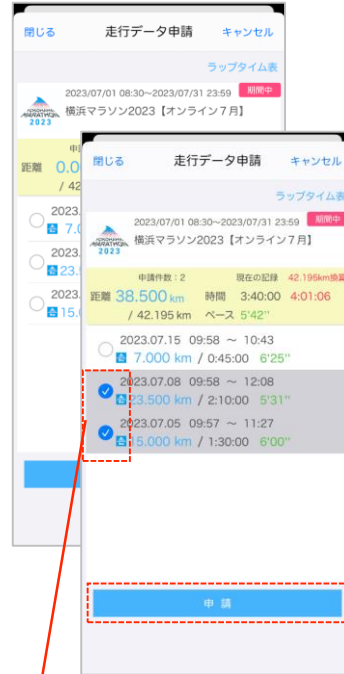 閉じる 走行データ申請 キャンセル
ラップタイム表
2023/07/01 08:30~2023/07/31 23:59 期間中
YOKOHAMA
MARATHON
2023
横浜マラソン2023【オンライン7月】
距離 0.0
/ 42
2023.
7.0
2023.
23.5
2023.
15.0
閉じる 走行データ申請 キャンセル
ラップタイム表
2023/07/01 08:30~2023/07/31 23:59 期間中
YOKOHAMA
MARATHON
2023
横浜マラソン2023【オンライン7月】
申請件数：2 現在の記録 42.195km換算
距離 38.500 km 時間 3:40:00 4:01:06
/ 42.195 km ペース 5'42''
2023.07.15 09:58 ～ 10:43
7.000 km / 0:45:00 6'25''
2023.07.08 09:58 ～ 12:08
23.500 km / 2:10:00 5'31''
2023.07.05 09:57 ～ 11:27
15.000 km / 1:30:00 6'00''
申 請